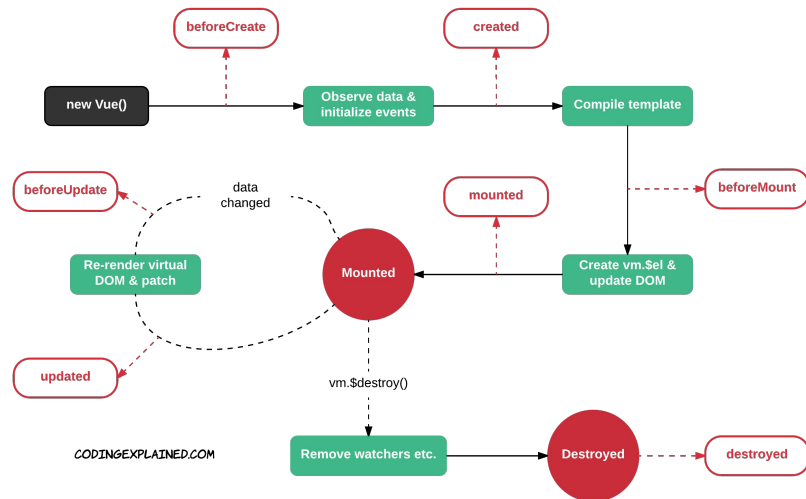 beforeCreate
created
new Vue()
Observe data &
initialize events
Compile template
beforeUpdate
data
changed
mounted
beforeMount
Re-render virtual
DOM & patch
Mounted
Create vm.$el &
update DOM
updated
vm.$destroy()
CODINGEXPLAINED.COM
Remove watchers etc.
Destroyed
destroyed